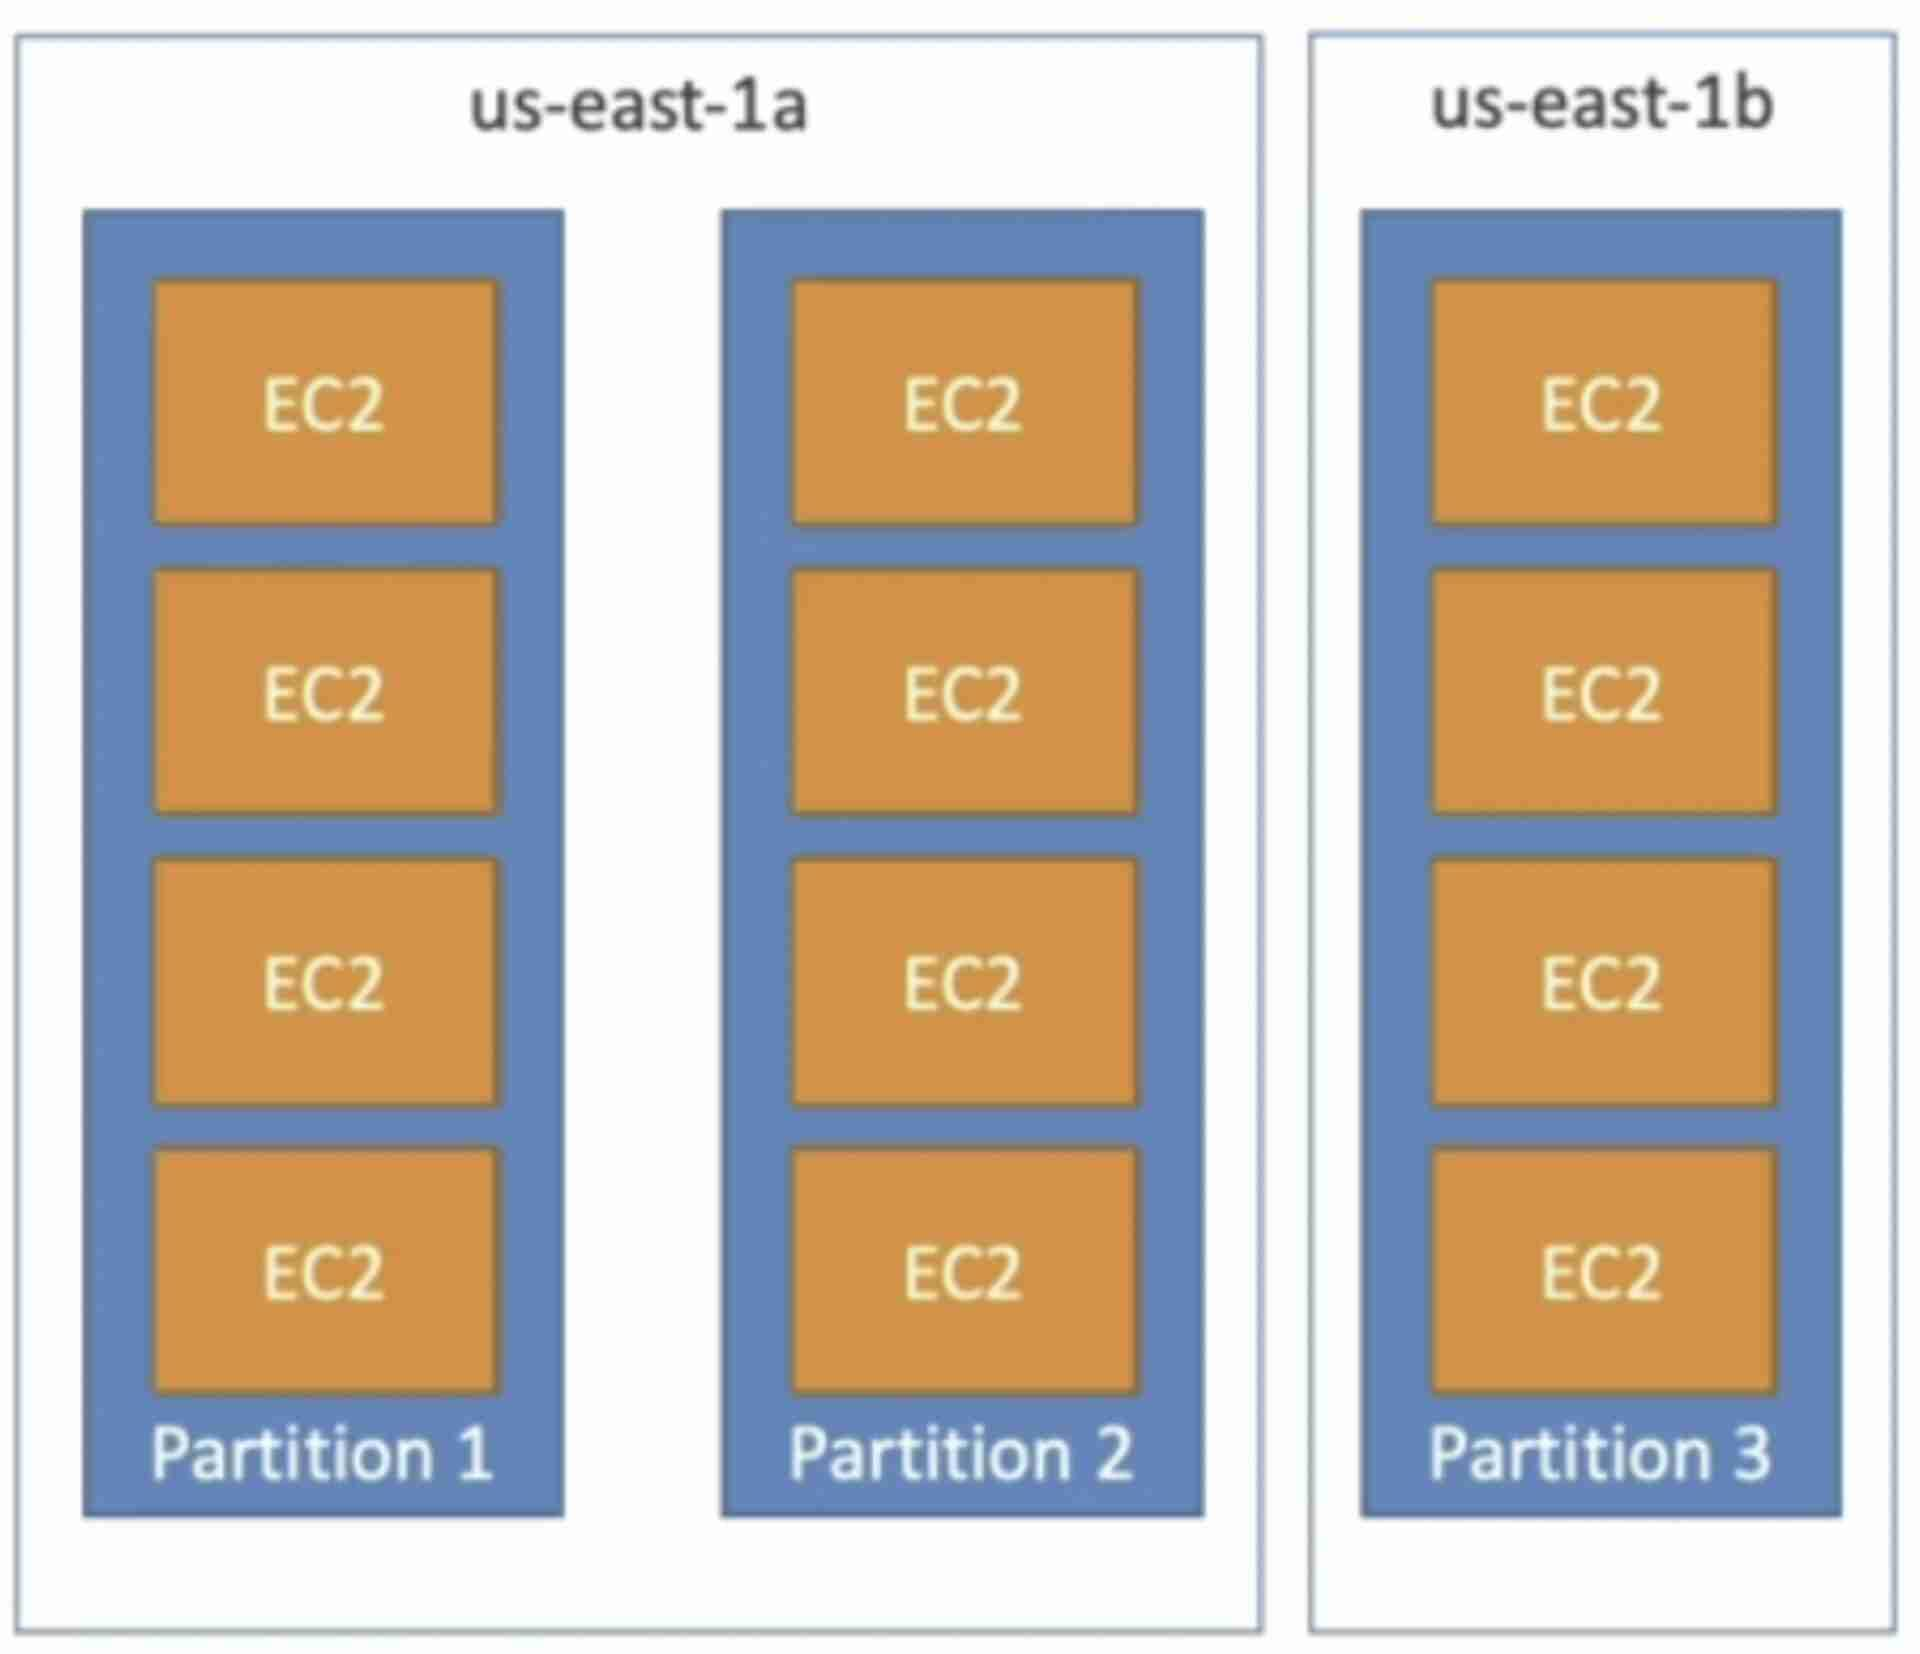 us-east-1a
us-east-1b
EC2
EC2
EC2
EC2
EC2
EC2
EC2
EC2
EC2
EC2
EC2
EC2
Partition 1
Partition 2
Partition 3